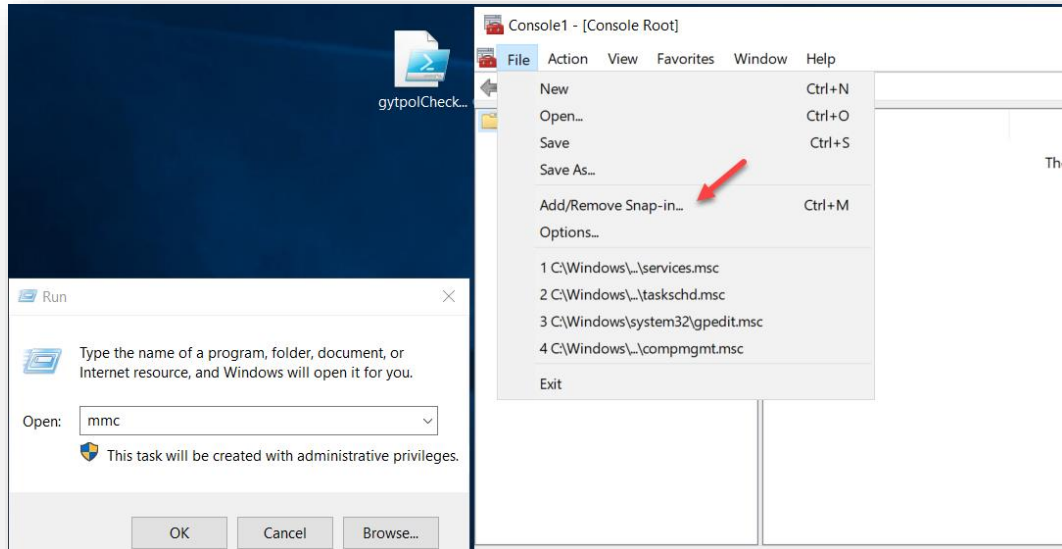 gytpolCheck...
Run
Type the name of a program, folder, document, or
Internet resource, and Windows will open it for you.
Open: mmc
This task will be created with administrative privileges.
OK Cancel Browse...
Console1 - [Console Root]
File Action View Favorites Window Help
New Ctrl+N
Open... Ctrl+O
Save Ctrl+S
Save As...
Add/Remove Snap-in... Ctrl+M
Options...
1 C:\Windows\...\services.msc
2 C:\Windows\...\taskschd.msc
3 C:\Windows\system32\gpedit.msc
4 C:\Windows\...\compmgmt.msc
Exit